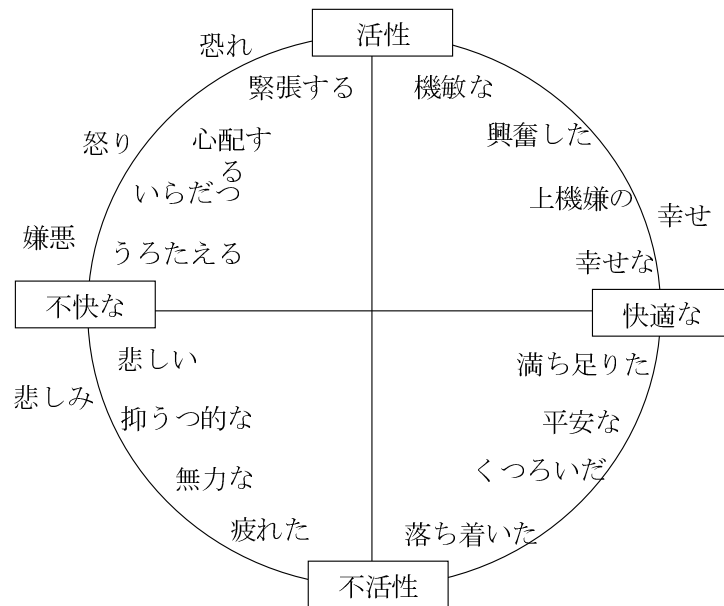 活性
恐れ
緊張する
機敏な
怒り
心配す
る
興奮した
いらだつ
上機嫌の
幸せ
嫌悪
うろたえる
幸せな
不快な
快適な
悲しい
満ち足りた
悲しみ
抑うつ的な
平安な
無力な
くつろいだ
疲れた
落ち着いた
不活性